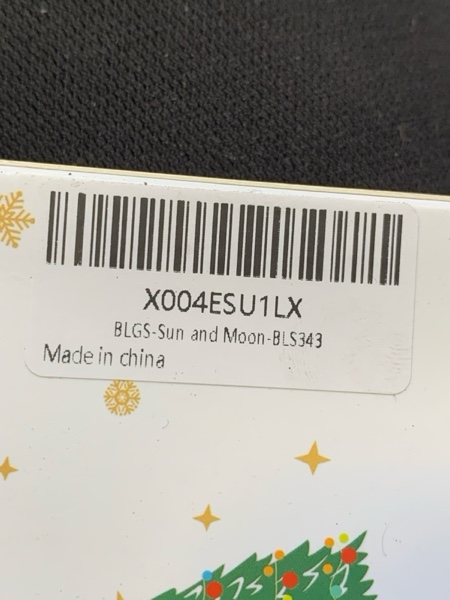 X004ESU1LX
BLGS-Sun and Moon-BLS343
Made in china